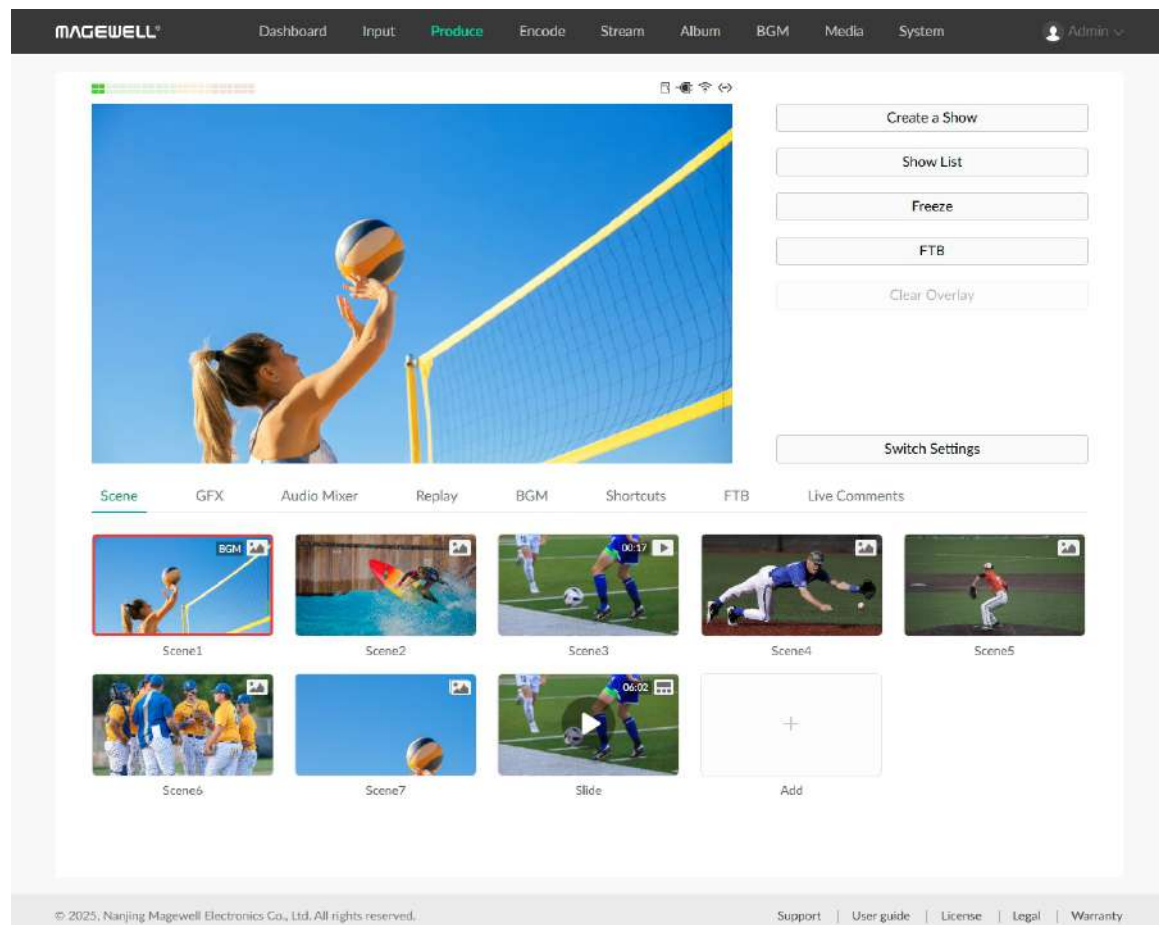 MAGEWELL®
Dashboard Input Produce Encode Stream Album BGM Media System Admin
Create a Show
Show List
Freeze
FTB
Clear Overlay
Switch Settings
Scene GFX Audio Mixer Replay BGM Shortcuts FTB Live Comments
BGM 00:17
Scene1 Scene2 Scene3 Scene4 Scene5
06:02
Scene6 Scene7 Slide Add
© 2025, Nanjing Magewell Electronics Co., Ltd. All rights reserved. Support | User guide | License | Legal | Warranty